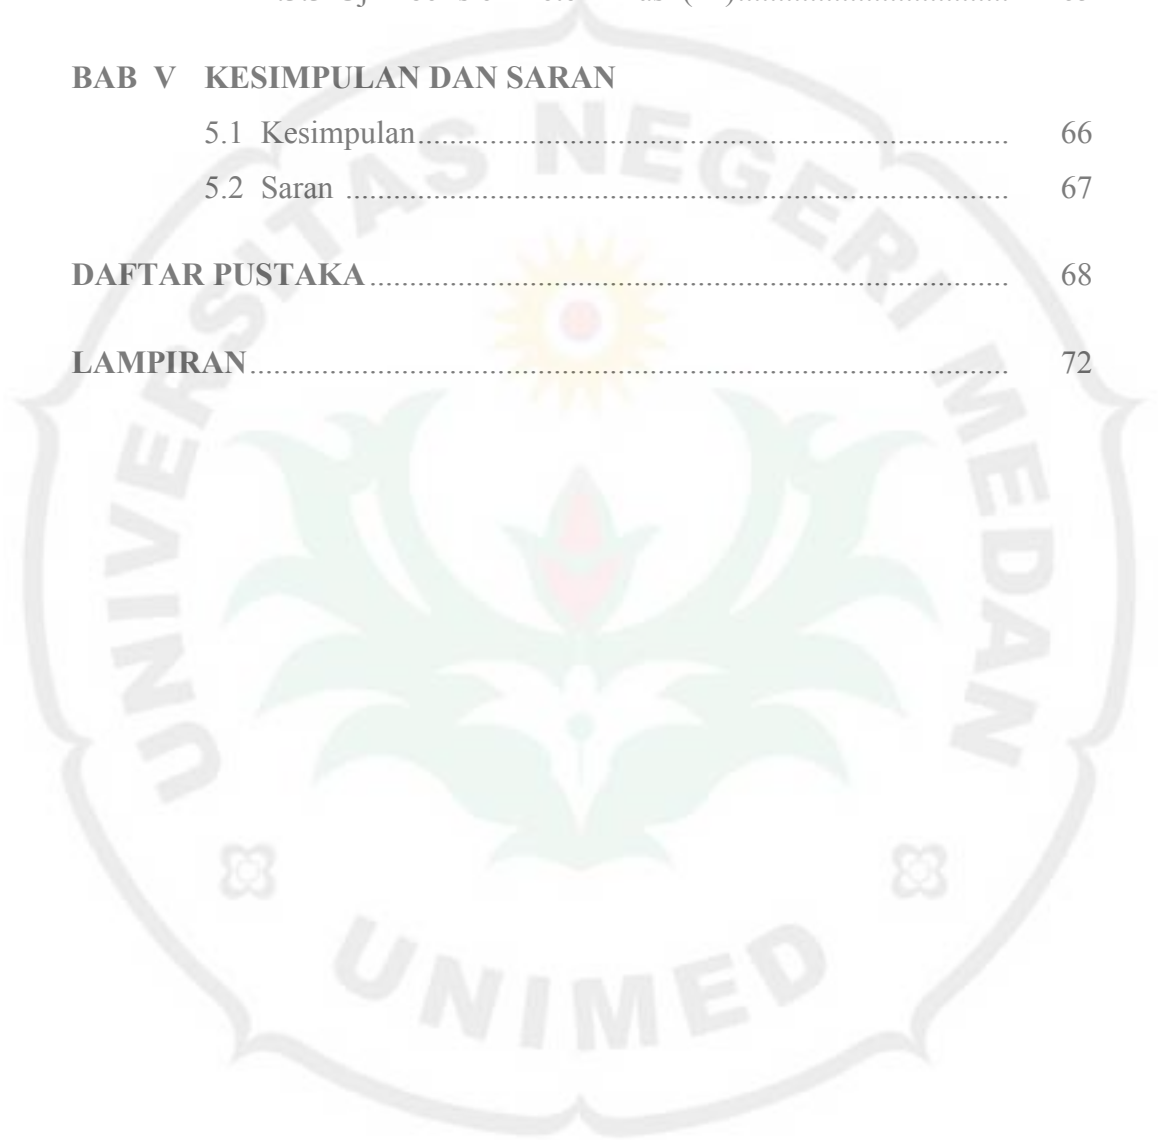 BAB V KESIMPULAN DAN SARAN
5.1 Kesimpulan.......................................................................... 66
5.2 Saran ................................................................................... 67
DAFTAR PUSTAKA ................................................................................ 68
LAMPIRAN............................................................................................... 72
UNIVERSITAS NEGERI MEDAN
UNIMED